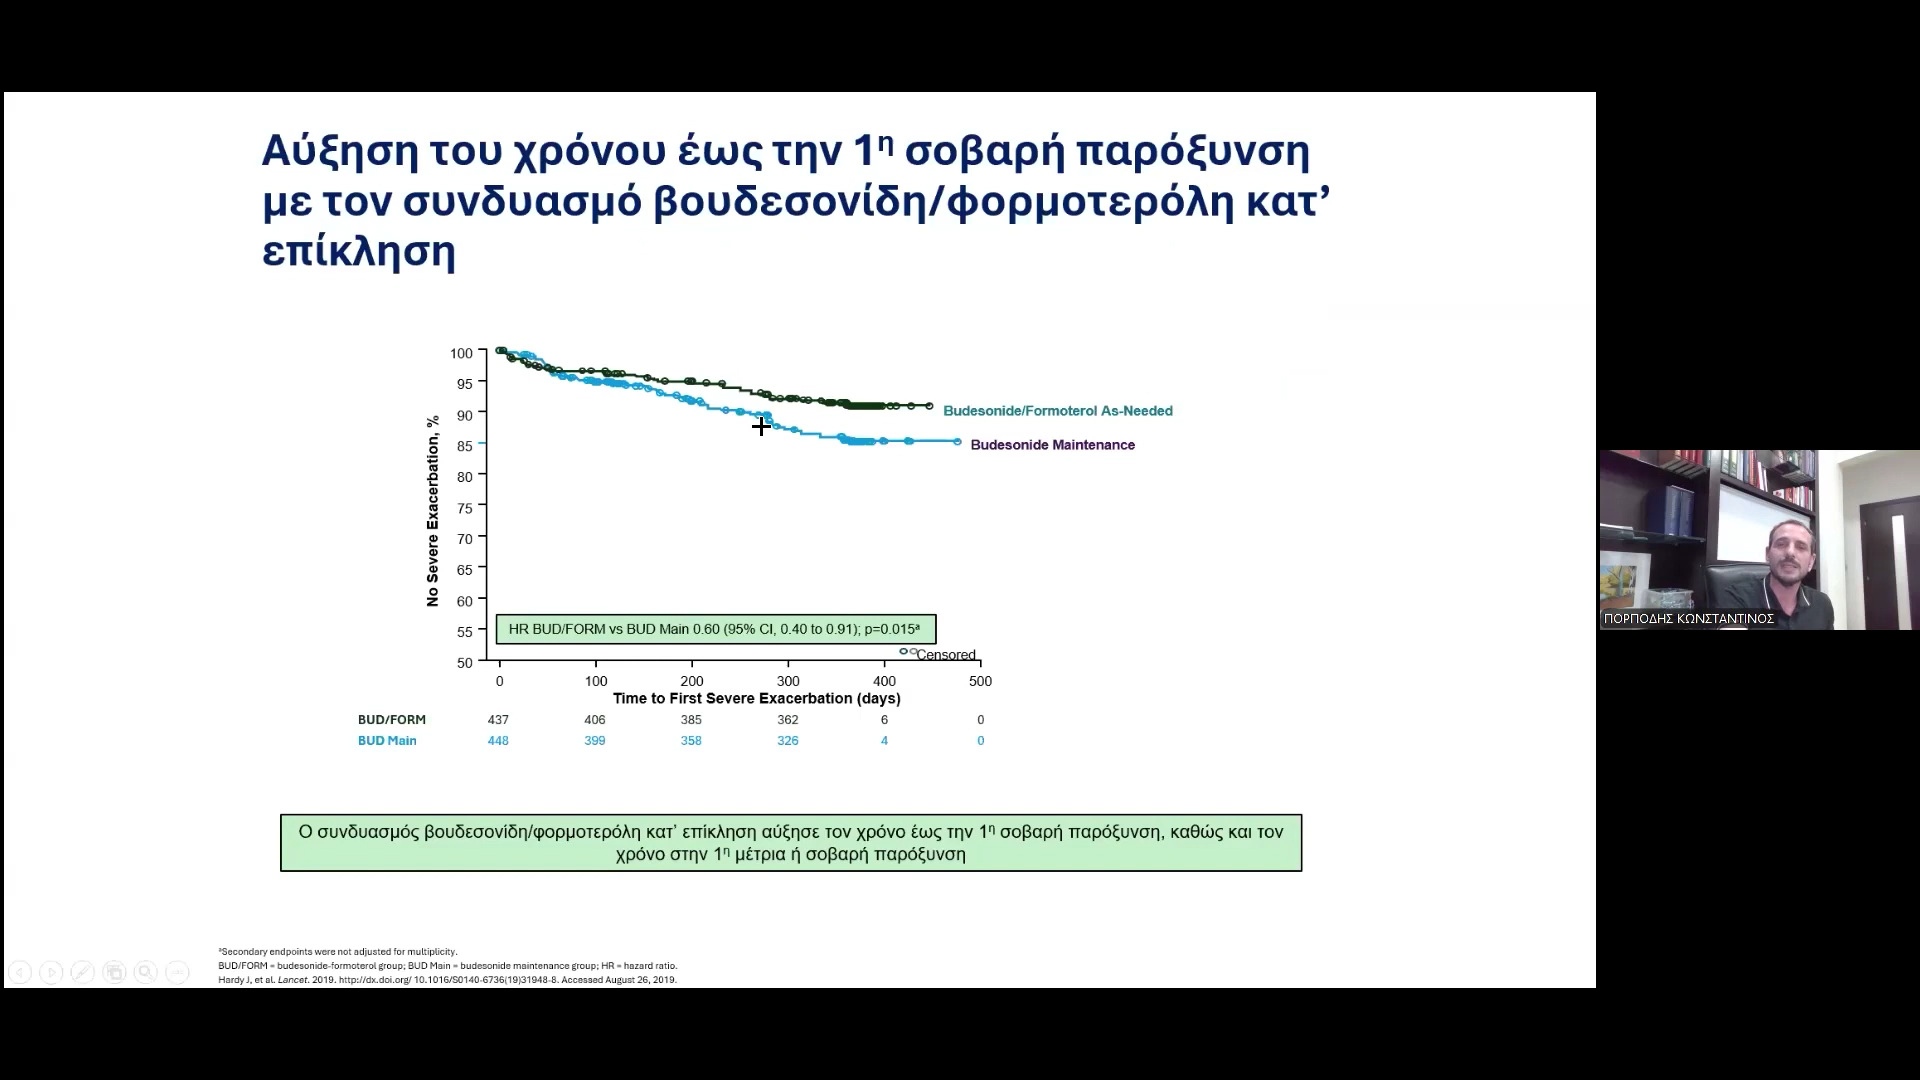 Αύξηση του χρόνου έως την 1η σοβαρή παρόξυνση
με τον συνδυασμό βουδεσονίδη/φορμοτερόλη κατ’
επίκληση
100
95
90
85
80
75
70
65
60
55
50
No Severe Exacerbation, %
Budesonide/Formoterol As-Needed
Budesonide Maintenance
HR BUD/FORM vs BUD Main 0.60 (95% CI, 0.40 to 0.91); p=0.015a
Censored
0 100 200 300 400 500
Time to First Severe Exacerbation (days)
BUD/FORM 437 406 385 362 6 0
BUD Main 448 399 358 326 4 0
Ο συνδυασμός βουδεσονίδη/φορμοτερόλη κατ’ επίκληση αύξησε τον χρόνο έως την 1η σοβαρή παρόξυνση, καθώς και τον
χρόνο στην 1η μέτρια ή σοβαρή παρόξυνση
aSecondary endpoints were not adjusted for multiplicity.
BUD/FORM = budesonide-formoterol group; BUD Main = budesonide maintenance group; HR = hazard ratio.
Hardy J, et al. Lancet. 2019. http://dx.doi.org/ 10.1016/S0140-6736(19)31948-8. Accessed August 26, 2019.
ΠΟΡΠΟΔΗΣ ΚΩΝΣΤΑΝΤΙΝΟΣ